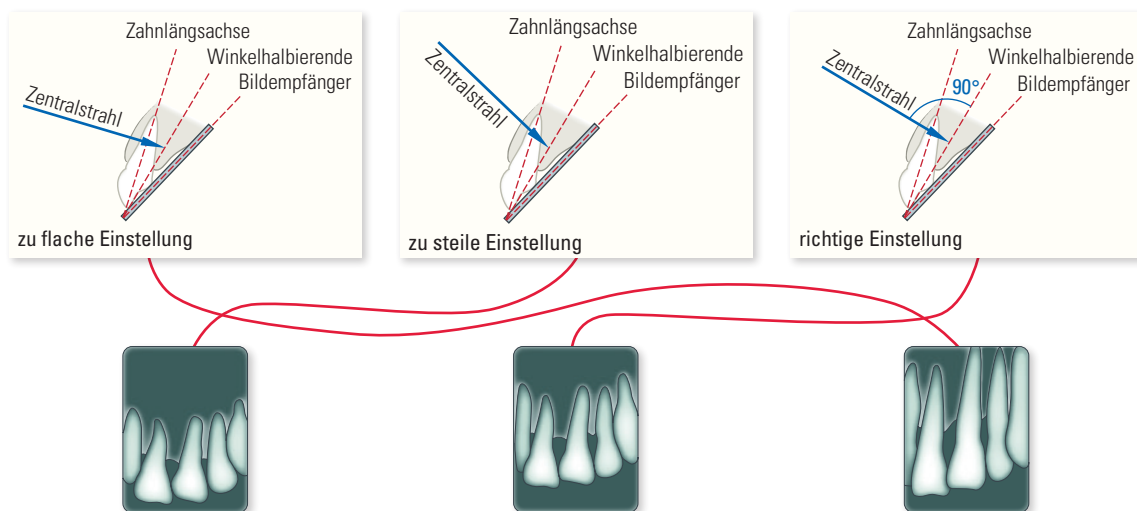 Zahnlängsachse
Winkelhalbierende
Bildempfänger
Zentralstrahl
zu flache Einstellung
Zahnlängsachse
Winkelhalbierende
Bildempfänger
Zentralstrahl
zu steile Einstellung
Zahnlängsachse
Winkelhalbierende
Bildempfänger
Zentralstrahl
90°
richtige Einstellung